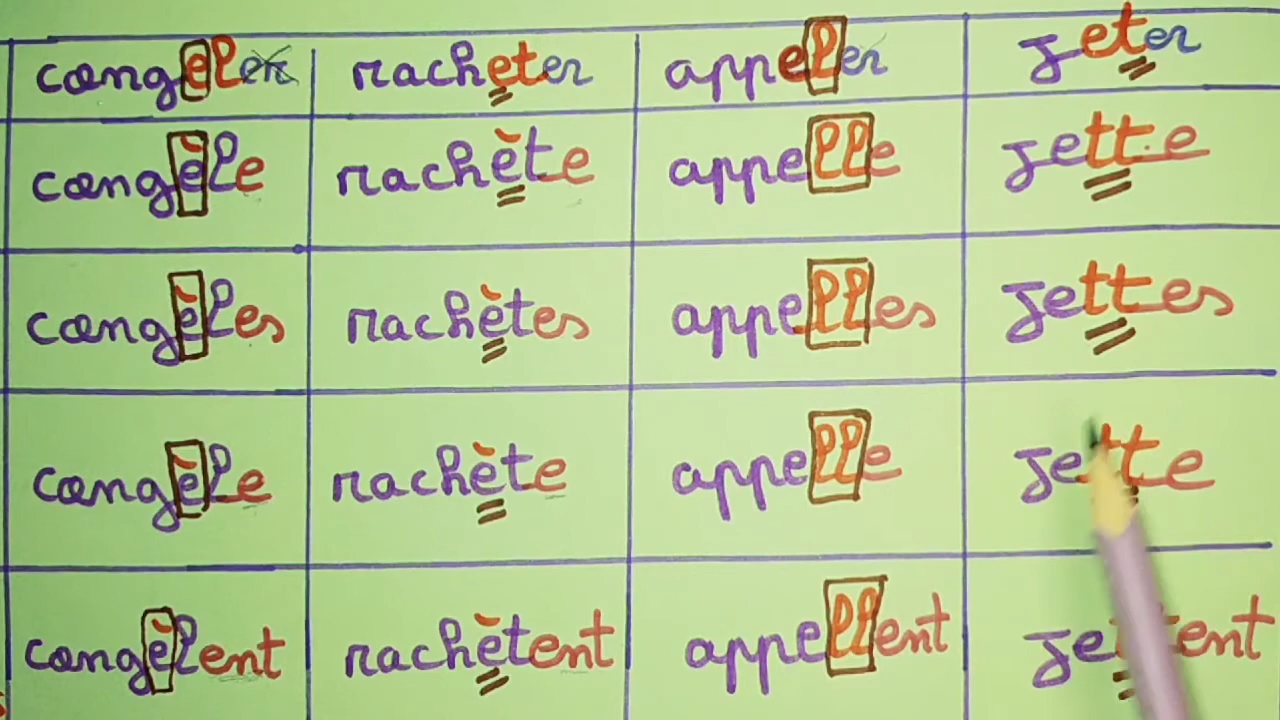 congeler racheter appeler jeter
congèle rachète appelle jette
congèles rachètes appelles jettes
congèle rachète appelle jette
congèlent rachètent appellent jettent